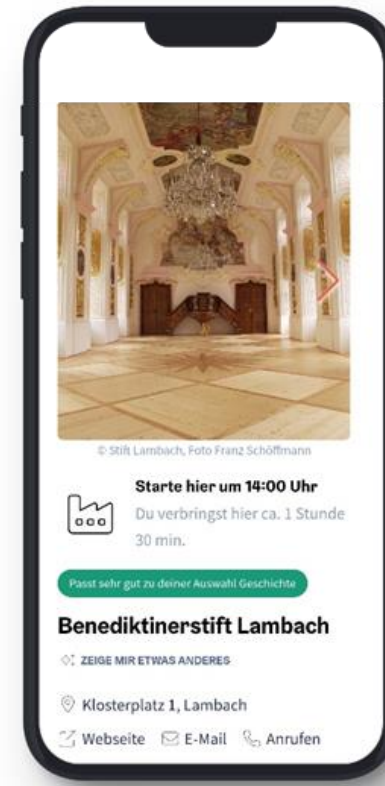 © Stift Lambach, Foto Franz Schöffmann
Starte hier um 14:00 Uhr
Du verbringst hier ca. 1 Stunde
30 min.
Passt sehr gut zu deiner Auswahl Geschichte
Benediktinerstift Lambach
ZEIGE MIR ETWAS ANDERES
Klosterplatz 1, Lambach
Webseite E-Mail Anrufen